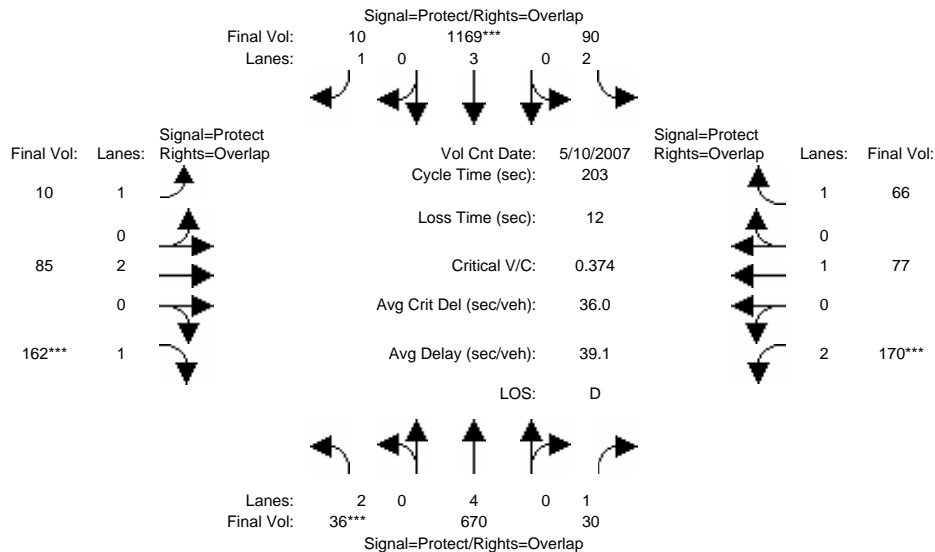 Signal=Protect/Rights=Overlap
Final Vol: 10 1169*** 90
Lanes: 1 0 3 0 2
Signal=Protect Signal=Protect
Final Vol: Lanes: Rights=Overlap Vol Cnt Date: 5/10/2007 Rights=Overlap Lanes: Final Vol:
Cycle Time (sec): 203
10 1 1 66
Loss Time (sec): 12
0 0
85 2 Critical V/C: 0.374 1 77
0 Avg Crit Del (sec/veh): 36.0 0
162*** 1 Avg Delay (sec/veh): 39.1 2 170***
LOS: D
Lanes: 2 0 4 0 1
Final Vol: 36*** 670 30
Signal=Protect/Rights=Overlap